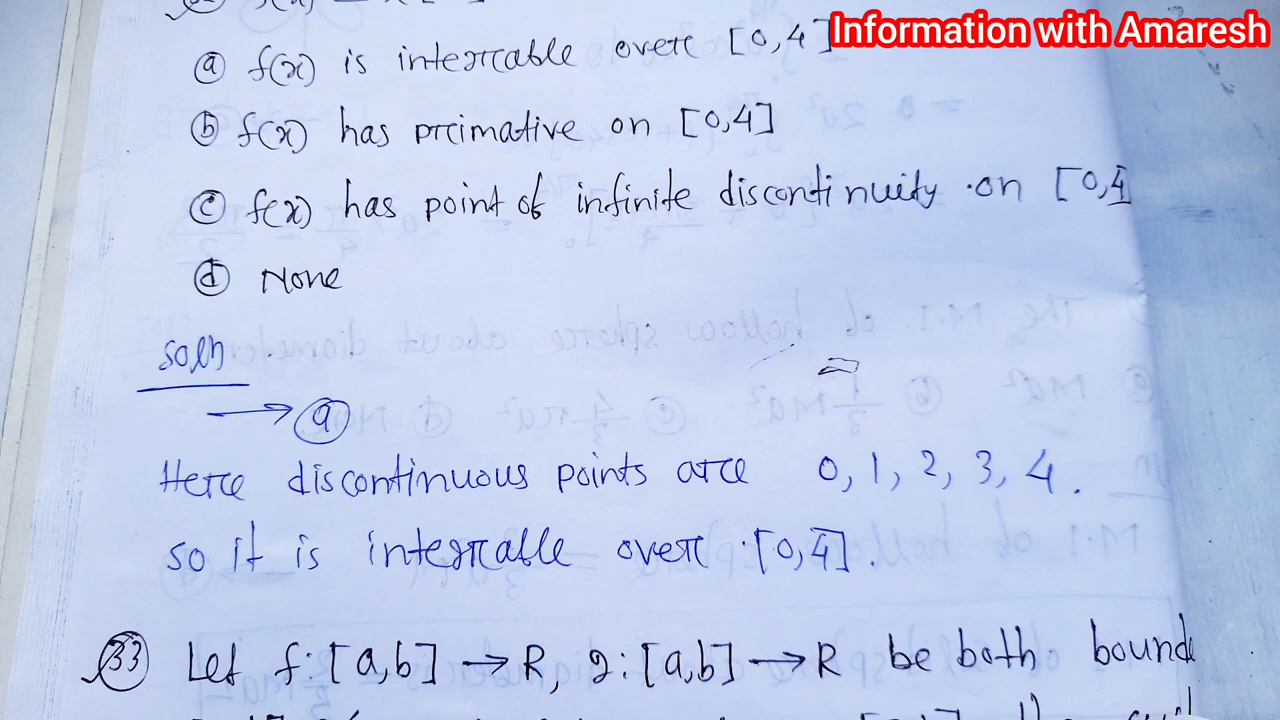 Information with Amaresh
ⓐ f(x) is integrable over [0,4]
ⓑ f(x) has primative on [0,4]
ⓒ f(x) has point of infinite discontinuity on [0,4
ⓓ None
Soln
→ ⓐ
Here discontinuous points are 0, 1, 2, 3, 4.
so it is integrable over [0,4].
33 Let f:[a,b] → R, g:[a,b] → R be both bounde